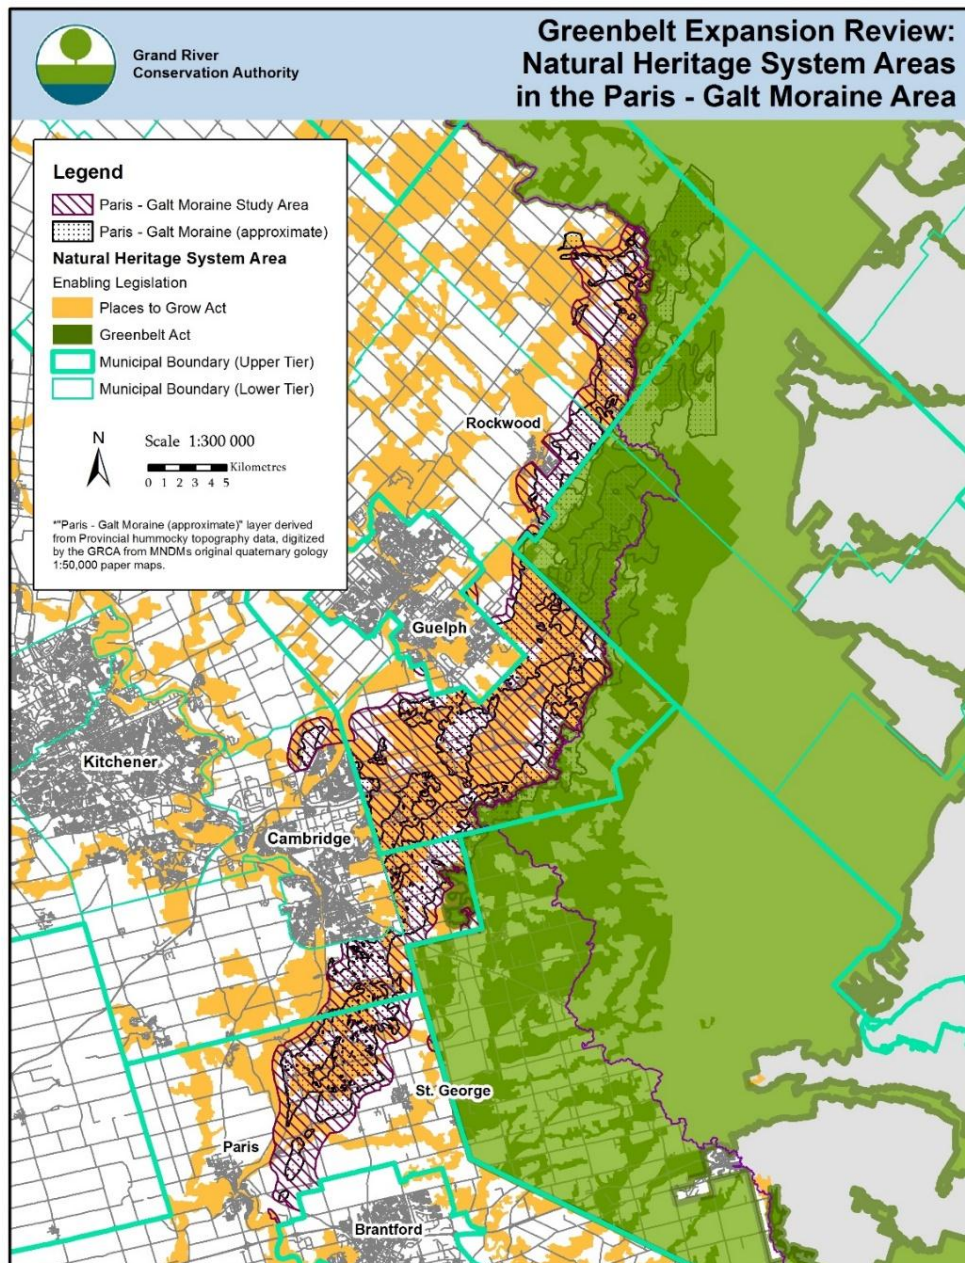 Grand River
Conservation Authority
Greenbelt Expansion Review:
Natural Heritage System Areas
in the Paris - Galt Moraine Area
Legend
Paris - Galt Moraine Study Area
Paris - Galt Moraine (approximate)
Natural Heritage System Area
Enabling Legislation
Places to Grow Act
Greenbelt Act
Municipal Boundary (Upper Tier)
Municipal Boundary (Lower Tier)
N
Scale 1:300 000
Kilometres
0 1 2 3 4 5
*"Paris - Galt Moraine (approximate)" layer derived
from Provincial hummocky topography data, digitized
by the GRCA from MNDMs original quaternary gology
1:50,000 paper maps.
Rockwood
Guelph
Kitchener
Cambridge
St. George
Paris
Brantford